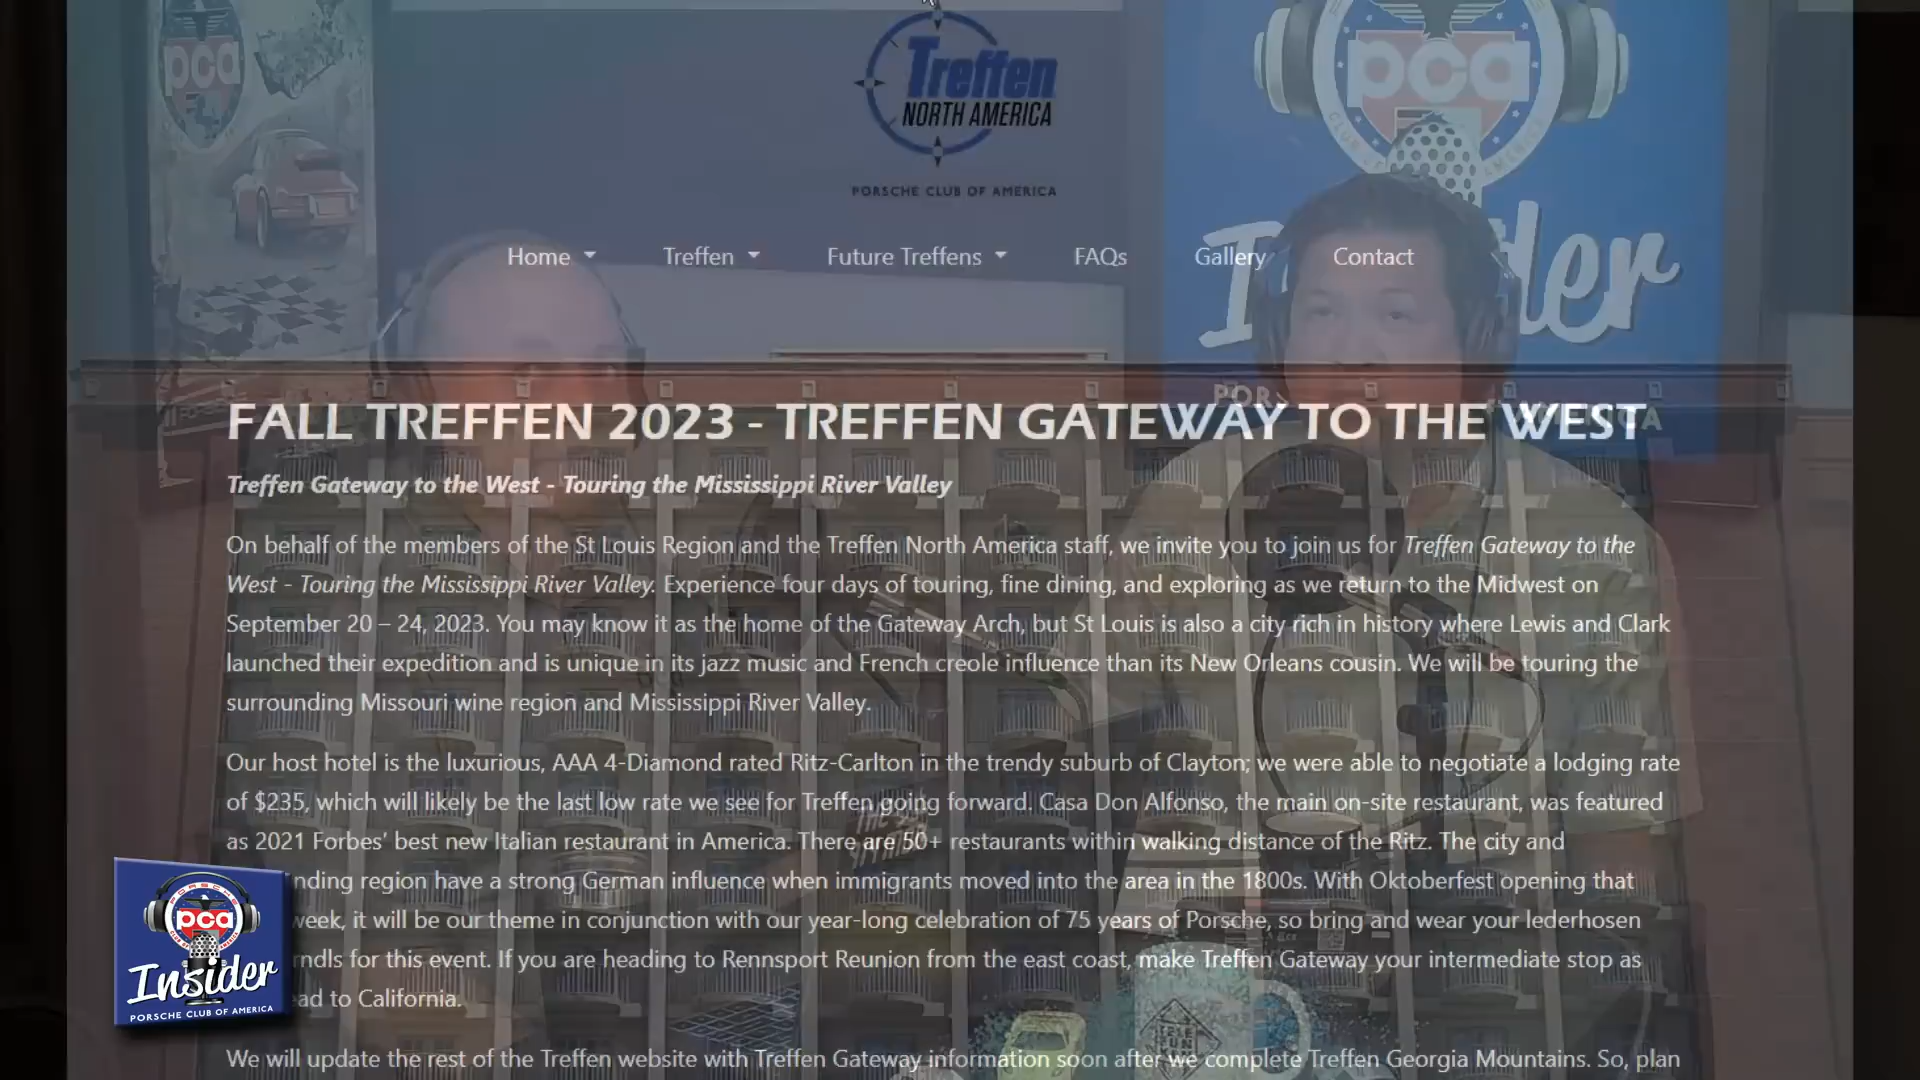 pca
Treffen
NORTH AMERICA
PORSCHE CLUB OF AMERICA
pca
Home
Treffen
Future Treffens
FAQs
Gallery
Contact
FALL TREFFEN 2023 - TREFFEN GATEWAY TO THE WEST
Treffen Gateway to the West - Touring the Mississippi River Valley
On behalf of the members of the St Louis Region and the Treffen North America staff, we invite you to join us for Treffen Gateway to the
West - Touring the Mississippi River Valley. Experience four days of touring, fine dining, and exploring as we return to the Midwest on
September 20 – 24, 2023. You may know it as the home of the Gateway Arch, but St Louis is also a city rich in history where Lewis and Clark
launched their expedition and is unique in its jazz music and French creole influence than its New Orleans cousin. We will be touring the
surrounding Missouri wine region and Mississippi River Valley.
Our host hotel is the luxurious, AAA 4-Diamond rated Ritz-Carlton in the trendy suburb of Clayton; we were able to negotiate a lodging rate
of $235, which will likely be the last low rate we see for Treffen going forward. Casa Don Alfonso, the main on-site restaurant, was featured
as 2021 Forbes' best new Italian restaurant in America. There are 50+ restaurants within walking distance of the Ritz. The city and
nding region have a strong German influence when immigrants moved into the area in the 1800s. With Oktoberfest opening that
week, it will be our theme in conjunction with our year-long celebration of 75 years of Porsche, so bring and wear your lederhosen
rndls for this event. If you are heading to Rennsport Reunion from the east coast, make Treffen Gateway your intermediate stop as
ad to California.
We will update the rest of the Treffen website with Treffen Gateway information soon after we complete Treffen Georgia Mountains. So, plan
PORSCHE
pca
Insider
PORSCHE CLUB OF AMERICA